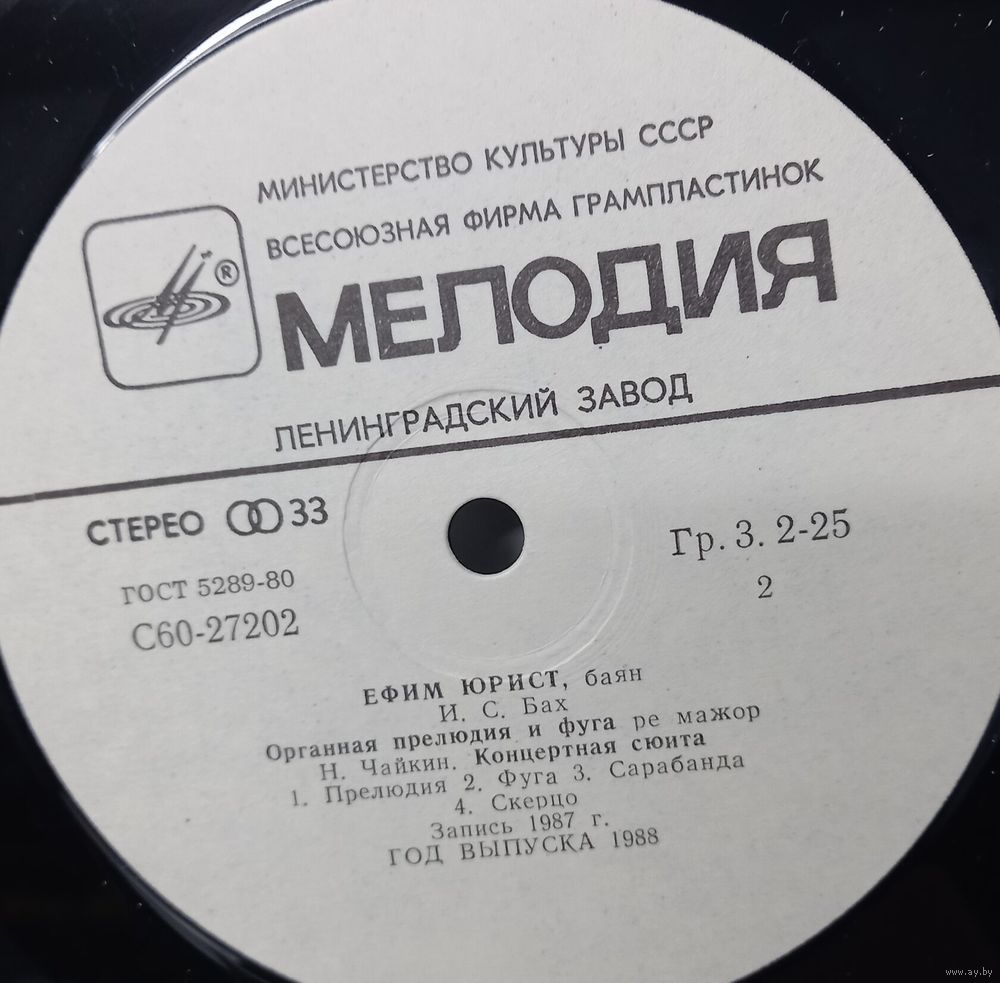 МИНИСТЕРСТВО КУЛЬТУРЫ СССР
ВСЕСОЮЗНАЯ ФИРМА ГРАМПЛАСТИНОК
®
МЕЛОДИЯ
ЛЕНИНГРАДСКИЙ ЗАВОД
СТЕРЕО 33
Гр. 3. 2-25
ГОСТ 5289-80
2
С60-27202
ЕФИМ ЮРИСТ, баян
И. С. Бах
Органная прелюдия и фуга ре мажор
Н. Чайкин. Концертная сюита
1. Прелюдия 2. Фуга 3. Сарабанда
4. Скерцо
Запись 1987 г.
ГОД ВЫПУСКА 1988
www.ay.by